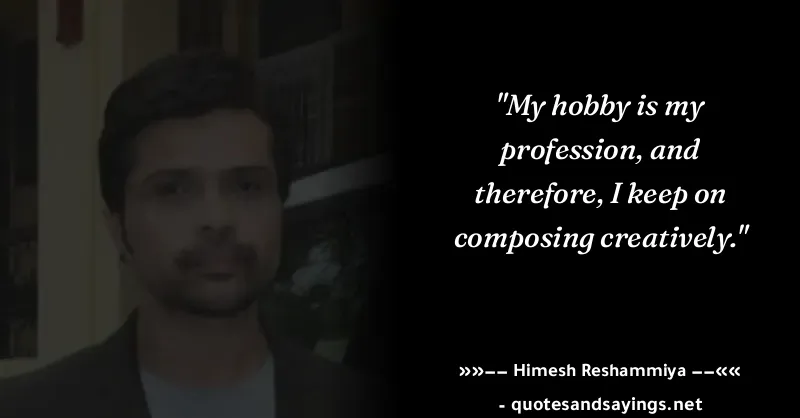 "My hobby is my
profession, and
therefore, I keep on
composing creatively."
»»–– Himesh Reshammiya ––««
- quotesandsayings.net